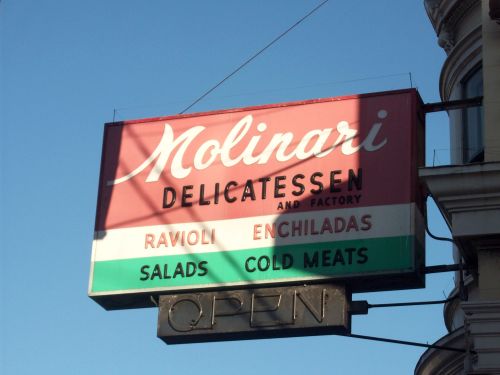 Molinari
DELICATESSEN
AND FACTORY
RAVIOLI ENCHILADAS
SALADS COLD MEATS
OPEN